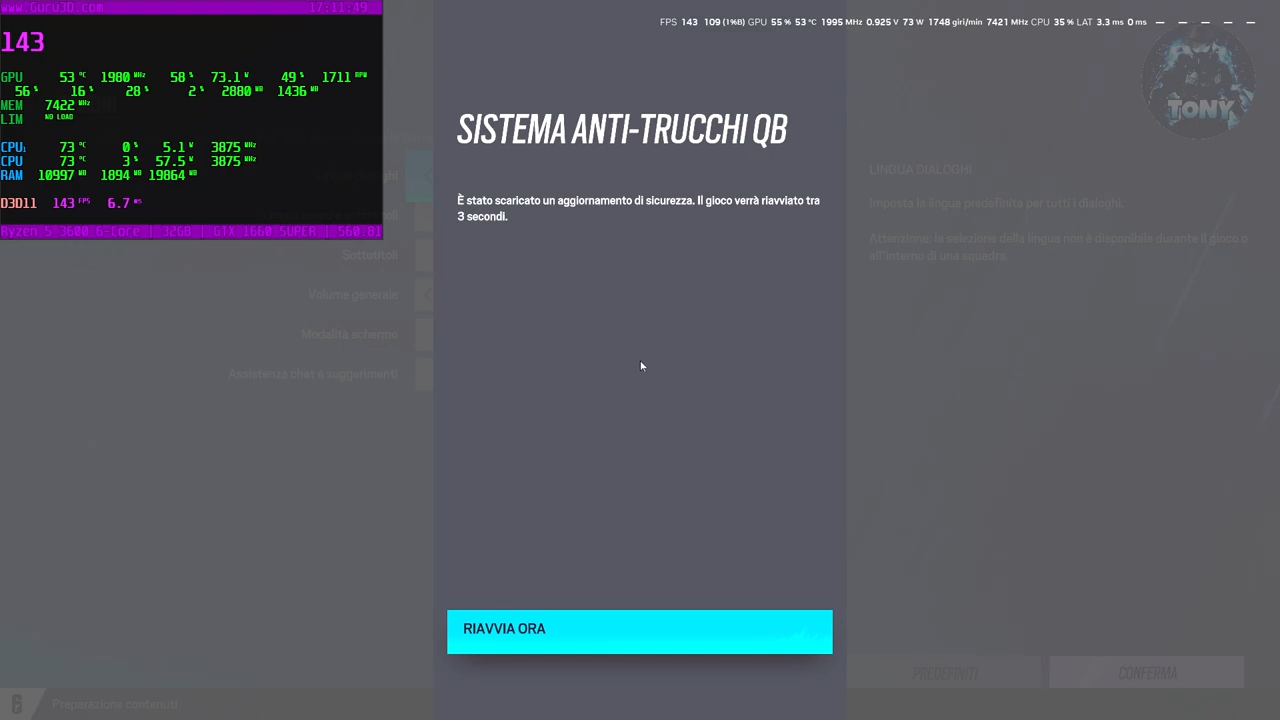 www.Guru3D.com 17:11:49
FPS 143 109 (1%B) GPU 55 % 53 °C 1995 MHz 0.925 V 73 W 1748 giri/min 7421 MHz CPU 35 % LAT 3.3 ms 0 ms — — — — —
143
GPU 53 °C 1980 MHz 58 % 73.1 W 49 % 1711 RPM
56 % 16 % 28 % 2 % 2880 MB 1436 MB
MEM 7422 MHz
LIM NO LOAD
CPU1 73 °C 0 % 5.1 W 3875 MHz
CPU 73 °C 3 % 57.5 W 3875 MHz
RAM 10997 MB 1894 MB 19864 MB
D3D11 143 FPS 6.7 ms
Ryzen 5 3600 6-Core | 32GB | GTX 1660 SUPER | 560.81
TONY
SISTEMA ANTI-TRUCCHI QB
È stato scaricato un aggiornamento di sicurezza. Il gioco verrà riavviato tra
3 secondi.
LINGUA DIALOGHI
Imposta la lingua predefinita per tutti i dialoghi.
Attenzione: la selezione della lingua non è disponibile durante il gioco o
all'interno di una squadra.
Sottotitoli
Volume generale
Modalità schermo
Assistenza chat e suggerimenti
RIAVVIA ORA
PREDEFINITI
CONFERMA
Preparazione contenuti